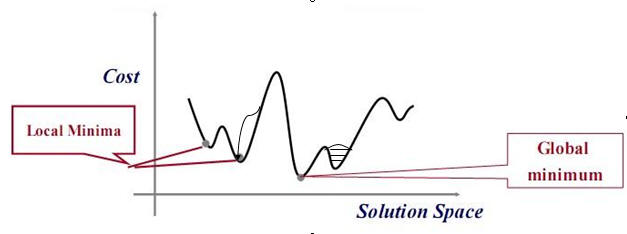 Cost
Local Minima
Global
minimum
Solution Space